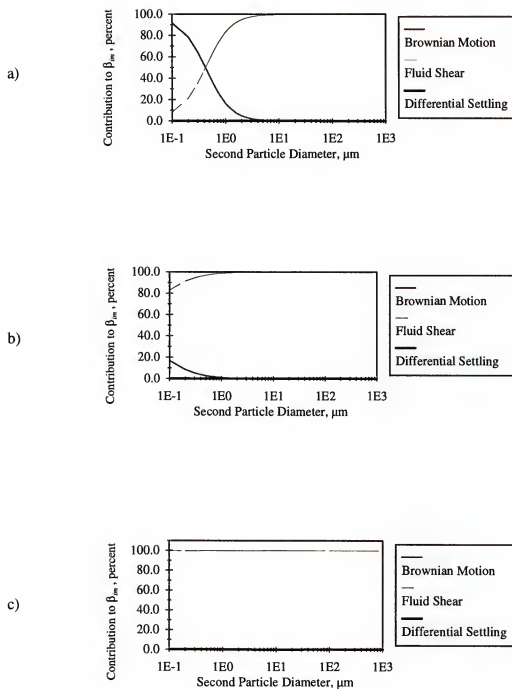 a)
Contribution to βim, percent
100.0
80.0
60.0
40.0
20.0
0.0
1E-1 1E0 1E1 1E2 1E3
Second Particle Diameter, μm
Brownian Motion
Fluid Shear
Differential Settling
b)
Contribution to βim, percent
100.0
80.0
60.0
40.0
20.0
0.0
1E-1 1E0 1E1 1E2 1E3
Second Particle Diameter, μm
Brownian Motion
Fluid Shear
Differential Settling
c)
Contribution to βim, percent
100.0
80.0
60.0
40.0
20.0
0.0
1E-1 1E0 1E1 1E2 1E3
Second Particle Diameter, μm
Brownian Motion
Fluid Shear
Differential Settling